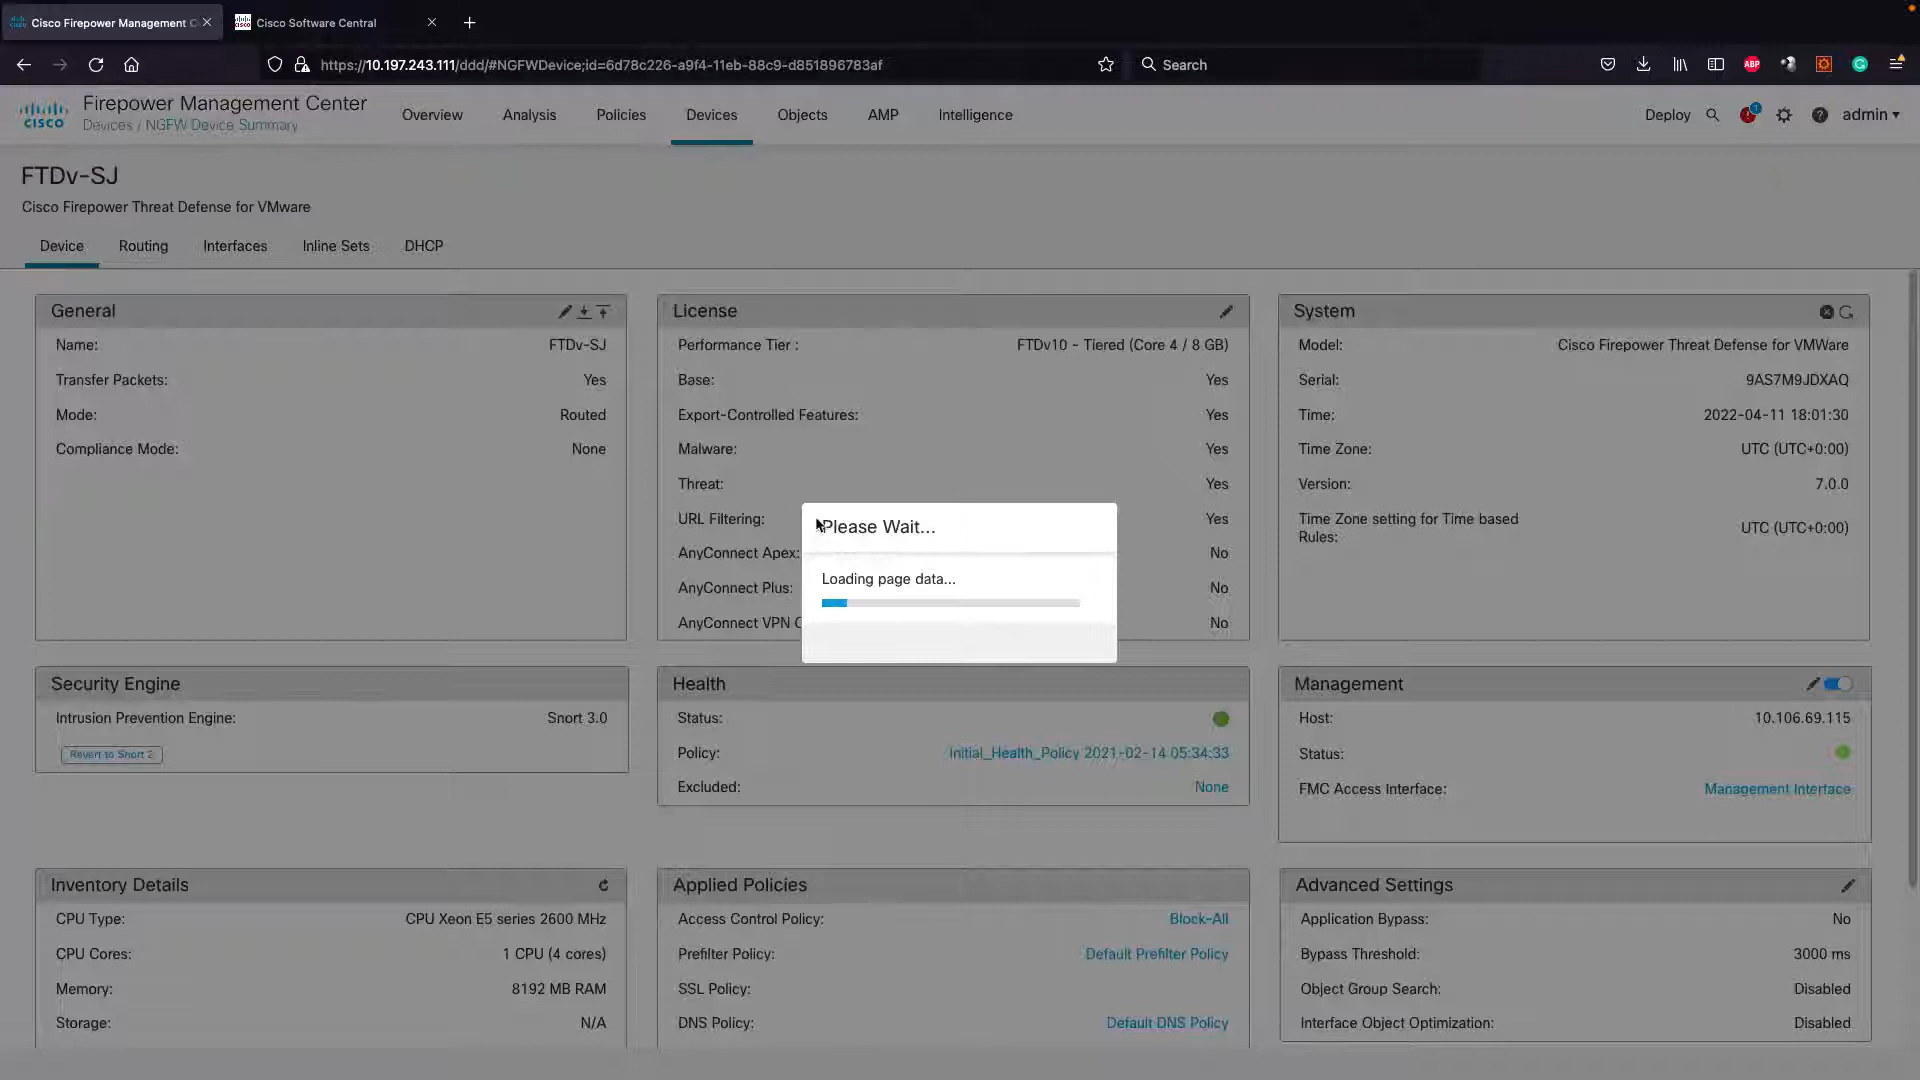 Cisco Firepower Management C
Cisco Software Central
https://10.197.243.111/ddd/#NGFWDevice;id=6d78c226-a9f4-11eb-88c9-d851896783af
Search
ABP
CISCO
Firepower Management Center
Devices / NGFW Device Summary
Overview
Analysis
Policies
Devices
Objects
AMP
Intelligence
Deploy
1
admin
FTDv-SJ
Cisco Firepower Threat Defense for VMware
Device
Routing
Interfaces
Inline Sets
DHCP
General
Name: FTDv-SJ
Transfer Packets: Yes
Mode: Routed
Compliance Mode: None
License
Performance Tier : FTDv10 - Tiered (Core 4 / 8 GB)
Base: Yes
Export-Controlled Features: Yes
Malware: Yes
Threat: Yes
URL Filtering: Yes
AnyConnect Apex: No
AnyConnect Plus: No
AnyConnect VPN No
System
Model: Cisco Firepower Threat Defense for VMWare
Serial: 9AS7M9JDXAQ
Time: 2022-04-11 18:01:30
Time Zone: UTC (UTC+0:00)
Version: 7.0.0
Time Zone setting for Time based
Rules:
UTC (UTC+0:00)
Please Wait...
Loading page data...
Security Engine
Intrusion Prevention Engine: Snort 3.0
Revert to Snort 2
Health
Status:
Policy: Initial_Health_Policy 2021-02-14 05:34:33
Excluded: None
Management
Host: 10.106.69.115
Status:
FMC Access Interface: Management Interface
Inventory Details
CPU Type: CPU Xeon E5 series 2600 MHz
CPU Cores: 1 CPU (4 cores)
Memory: 8192 MB RAM
Storage: N/A
Applied Policies
Access Control Policy: Block-All
Prefilter Policy: Default Prefilter Policy
SSL Policy:
DNS Policy: Default DNS Policy
Advanced Settings
Application Bypass: No
Bypass Threshold: 3000 ms
Object Group Search: Disabled
Interface Object Optimization: Disabled